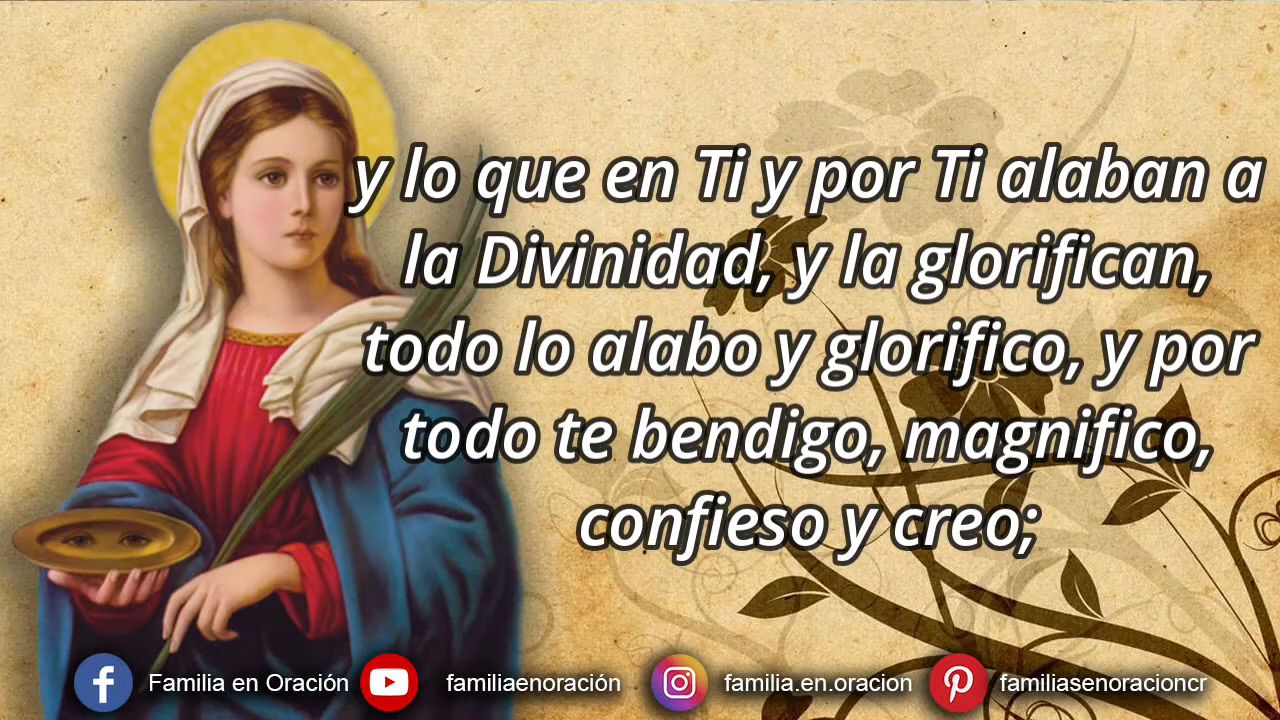 y lo que en Ti y por Ti alaban a
la Divinidad, y la glorifican,
todo lo alabo y glorifico, y por
todo te bendigo, magnifico,
confieso y creo;
Familia en Oración
familiaenoración
familia.en.oracion
familiasenoracioncr